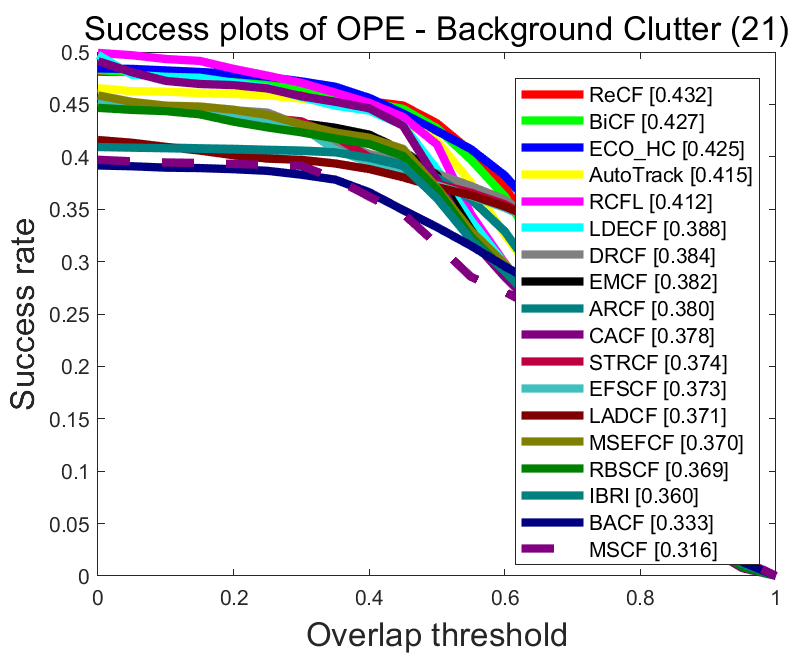 Success plots of OPE - Background Clutter (21)
0.5
0.45
0.4
0.35
0.3
0.25
0.2
0.15
0.1
0.05
0
Success rate
ReCF [0.432]
BiCF [0.427]
ECO_HC [0.425]
AutoTrack [0.415]
RCFL [0.412]
LDECF [0.388]
DRCF [0.384]
EMCF [0.382]
ARCF [0.380]
CACF [0.378]
STRCF [0.374]
EFSCF [0.373]
LADCF [0.371]
MSEFCF [0.370]
RBSCF [0.369]
IBRI [0.360]
BACF [0.333]
MSCF [0.316]
0 0.2 0.4 0.6 0.8 1
Overlap threshold